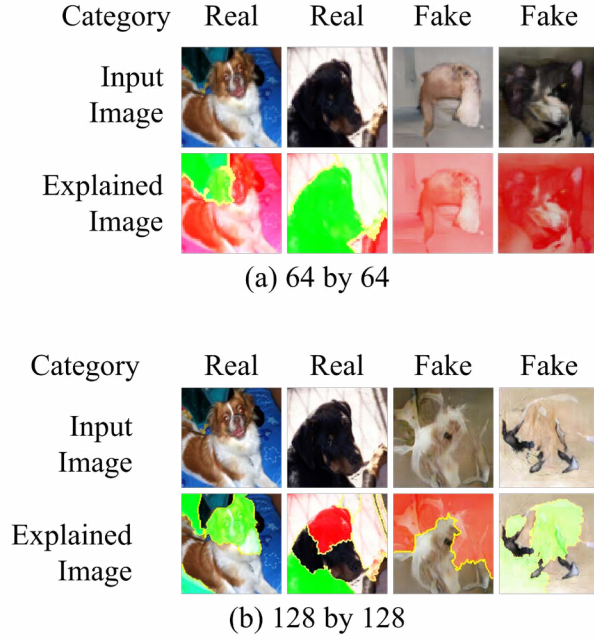 Category Real Real Fake Fake
Input
Image
Explained
Image
(a) 64 by 64
Category Real Real Fake Fake
Input
Image
Explained
Image
(b) 128 by 128